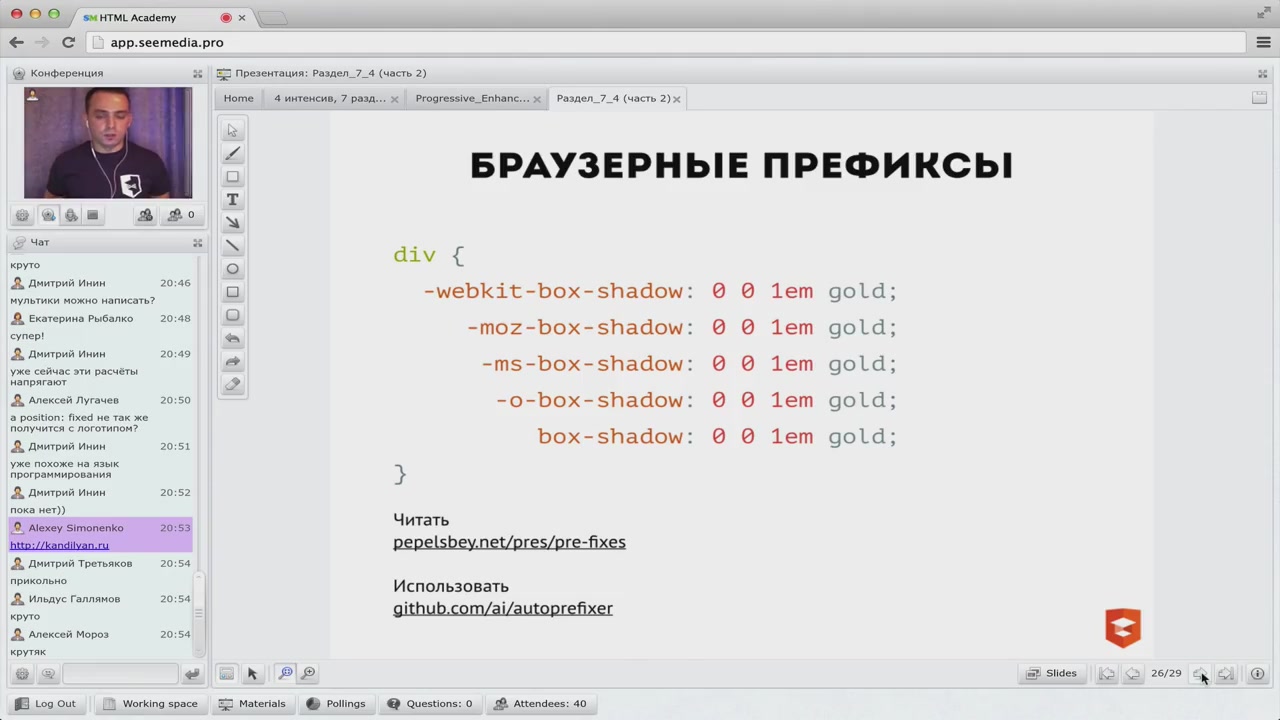 SM HTML Academy
app.seemedia.pro
Конференция
Презентация: Раздел_7_4 (часть 2)
Home
4 интенсив, 7 разд...
Progressive_Enhanc...
Раздел_7_4 (часть 2)
0
Чат
круто
Дмитрий Инин 20:46
мультики можно написать?
Екатерина Рыбалко 20:48
супер!
Дмитрий Инин 20:49
уже сейчас эти расчёты
напрягают
Алексей Лугачев 20:50
а position: fixed не так же
получится с логотипом?
Дмитрий Инин 20:51
уже похоже на язык
программирования
Дмитрий Инин 20:52
пока нет))
Alexey Simonenko 20:53
http://kandilyan.ru
Дмитрий Третьяков 20:54
прикольно
Ильдус Галлямов 20:54
круто
Алексей Мороз 20:54
крутяк
T
БРАУЗЕРНЫЕ ПРЕФИКСЫ
div {
-webkit-box-shadow: 0 0 1em gold;
-moz-box-shadow: 0 0 1em gold;
-ms-box-shadow: 0 0 1em gold;
-o-box-shadow: 0 0 1em gold;
box-shadow: 0 0 1em gold;
}
Читать
pepelsbey.net/pres/pre-fixes
Использовать
github.com/ai/autoprefixer
Slides
26/29
Log Out
Working space
Materials
Pollings
Questions: 0
Attendees: 40